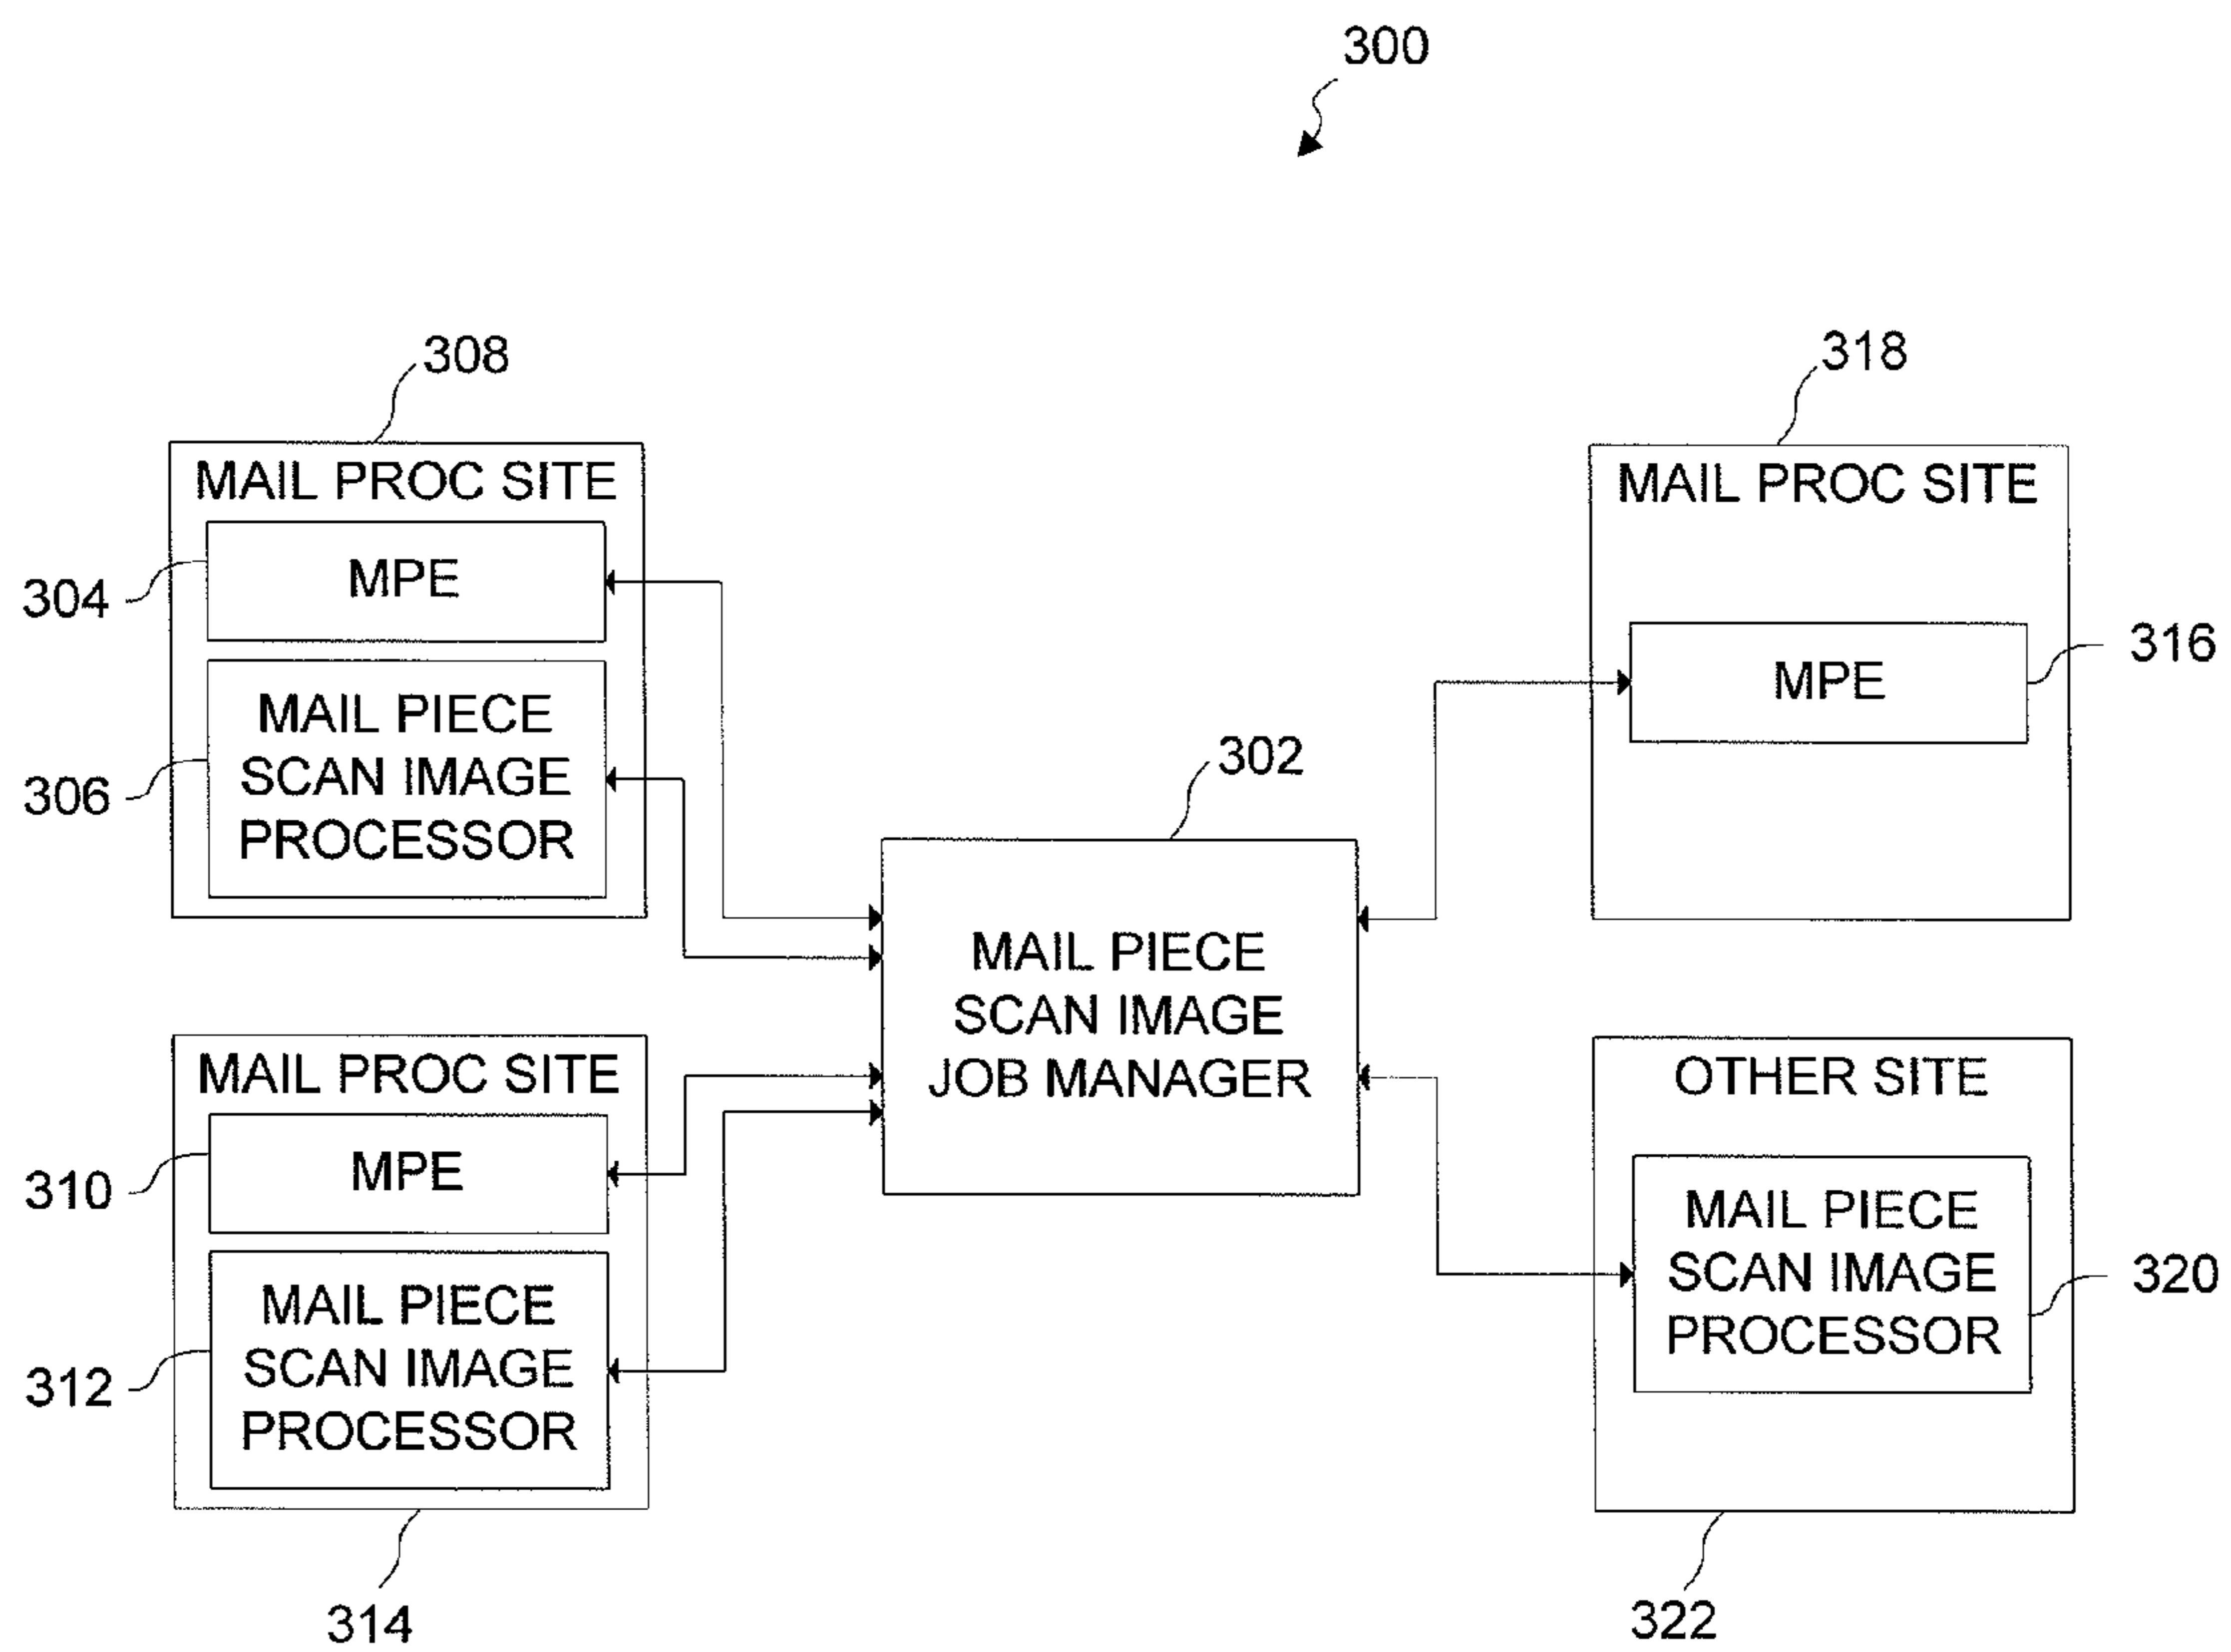 300
308
MAIL PROC SITE
304
MPE
306
MAIL PIECE
SCAN IMAGE
PROCESSOR
318
MAIL PROC SITE
316
MPE
302
MAIL PIECE
SCAN IMAGE
JOB MANAGER
MAIL PROC SITE
310
MPE
312
MAIL PIECE
SCAN IMAGE
PROCESSOR
314
OTHER SITE
MAIL PIECE
SCAN IMAGE
PROCESSOR
320
322